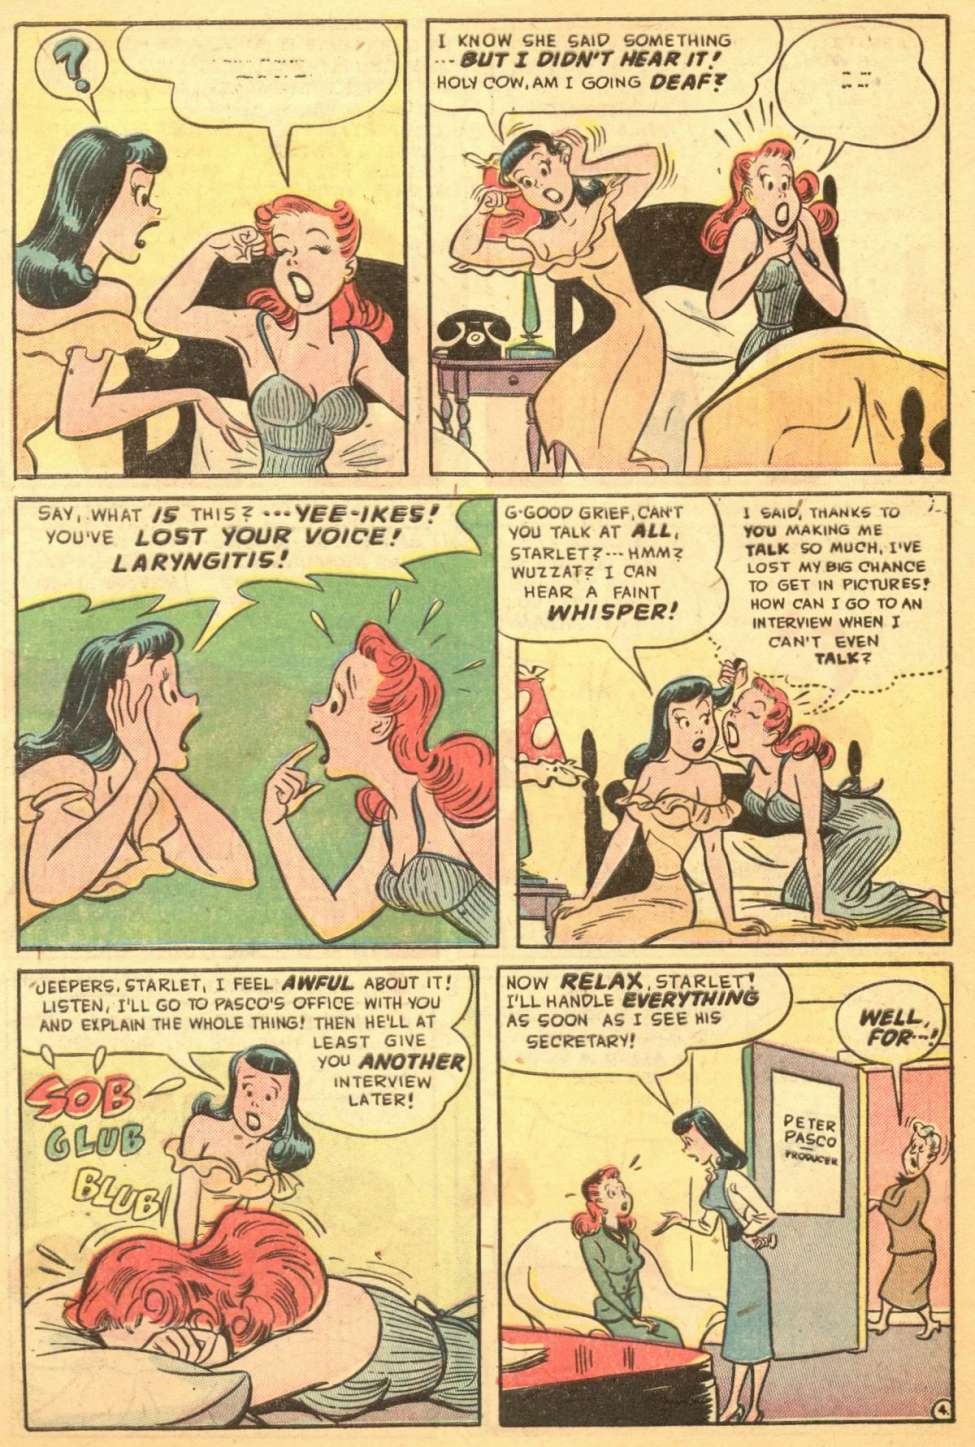 ?
I KNOW SHE SAID SOMETHING
... BUT I DIDN'T HEAR IT!
HOLY COW, AM I GOING DEAF?
SAY, WHAT IS THIS? ... YEE-IKES!
YOU'VE LOST YOUR VOICE!
LARYNGITIS!
G-GOOD GRIEF, CAN'T
YOU TALK AT ALL,
STARLET? ... HMM?
WUZZAT? I CAN
HEAR A FAINT
WHISPER!
I SAID, THANKS TO
YOU MAKING ME
TALK SO MUCH, I'VE
LOST MY BIG CHANCE
TO GET IN PICTURES!
HOW CAN I GO TO AN
INTERVIEW WHEN I
CAN'T EVEN
TALK?
JEEPERS, STARLET, I FEEL AWFUL ABOUT IT!
LISTEN, I'LL GO TO PASCO'S OFFICE WITH YOU
AND EXPLAIN THE WHOLE THING! THEN HE'LL AT
LEAST GIVE
YOU ANOTHER
INTERVIEW
LATER!
SOB
GLUB
BLUB
NOW RELAX, STARLET!
I'LL HANDLE EVERYTHING
AS SOON AS I SEE HIS
SECRETARY!
WELL,
FOR---!
PETER
PASCO
PRODUCER
4.